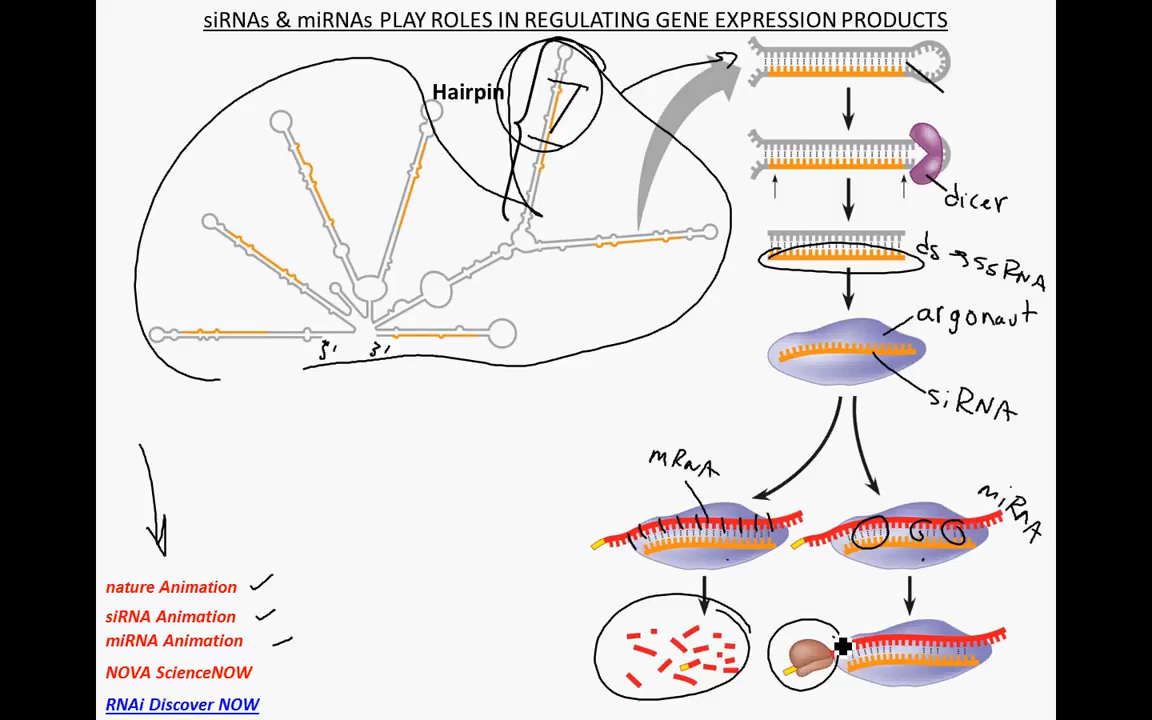 siRNAs & miRNAs PLAY ROLES IN REGULATING GENE EXPRESSION PRODUCTS
Hairpin
dicer
ds → ssRNA
argonaut
siRNA
5' 3'
mRNA
miRNA
nature Animation
siRNA Animation
miRNA Animation
NOVA ScienceNOW
RNAi Discover NOW